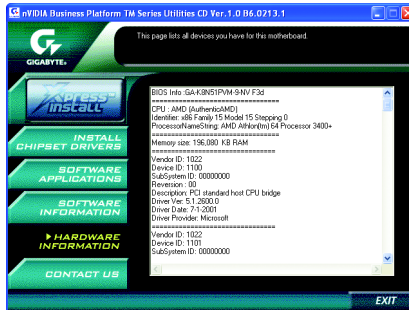 nVIDIA Business Platform TM Series Utilities CD Ver.1.0 B6.0213.1
GIGABYTE™
This page lists all devices you have for this motherboard.
Xpress-Install
INSTALL CHIPSET DRIVERS
SOFTWARE APPLICATIONS
SOFTWARE INFORMATION
HARDWARE INFORMATION
CONTACT US
BIOS Info :GA-K8N51PVM-9-NV F3d
==============================
CPU : AMD (AuthenticAMD)
Identifier: x86 Family 15 Model 15 Stepping 0
ProcessorNameString: AMD Athlon(tm) 64 Processor 3400+
==============================
Memory size: 196,080 KB RAM
==============================
Vendor ID: 1022
Device ID: 1100
SubSystem ID: 00000000
Reversion : 00
Description: PCI standard host CPU bridge
Driver Ver: 5.1.2600.0
Driver Date: 7-1-2001
Driver Provider: Microsoft
==============================
Vendor ID: 1022
Device ID: 1101
SubSystem ID: 00000000
EXIT